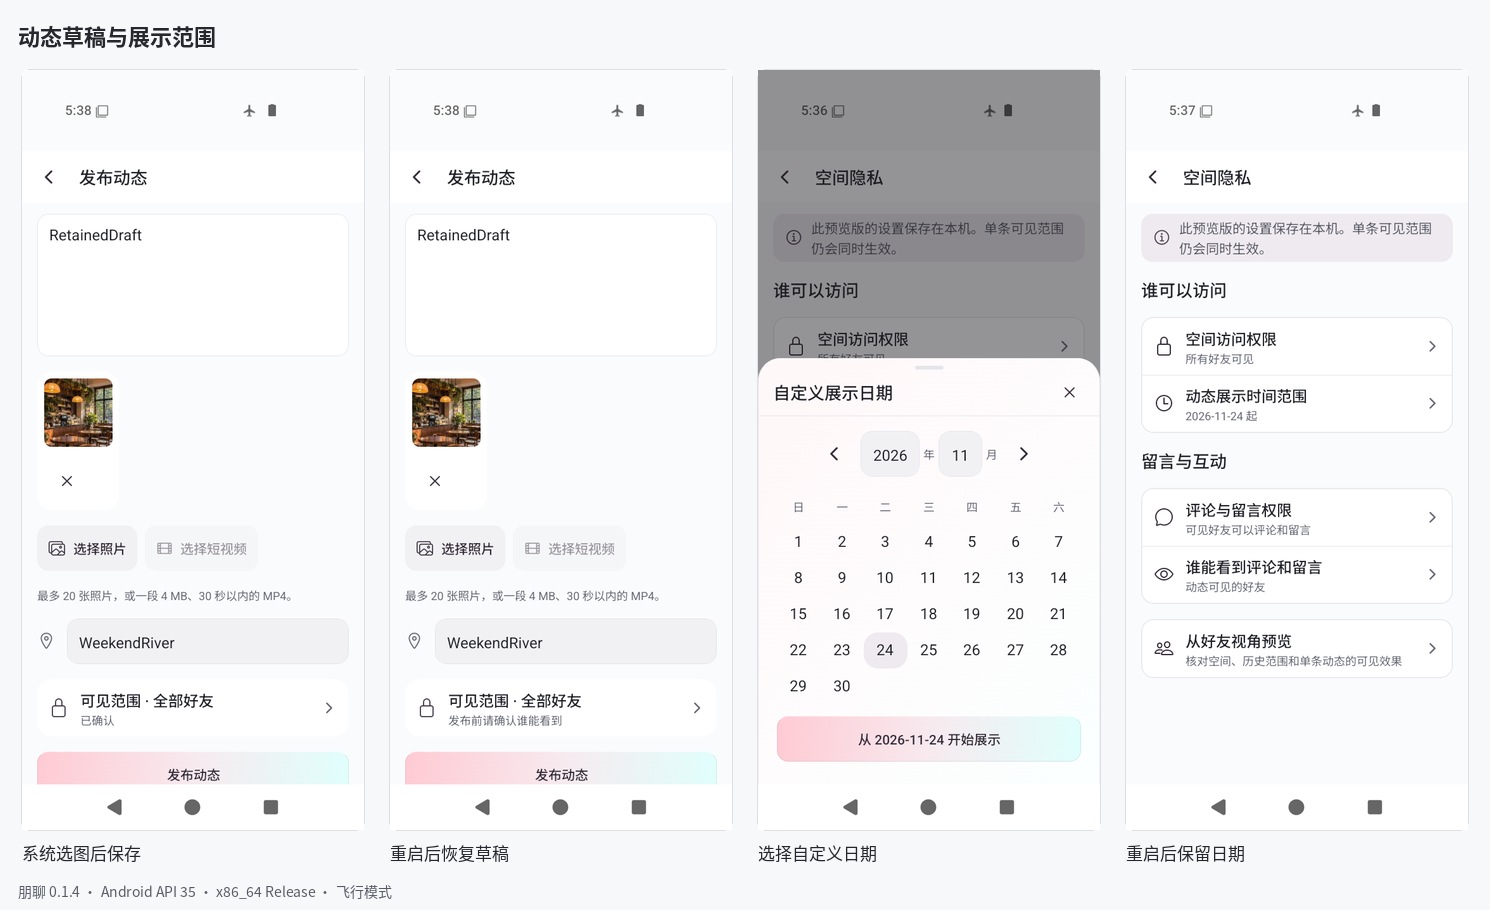 动态草稿与展示范围
5:38
发布动态
RetainedDraft
选择照片
选择短视频
最多 20 张照片，或一段 4 MB、30 秒以内的 MP4。
WeekendRiver
可见范围 · 全部好友
已确认
发布动态
系统选图后保存
5:38
发布动态
RetainedDraft
选择照片
选择短视频
最多 20 张照片，或一段 4 MB、30 秒以内的 MP4。
WeekendRiver
可见范围 · 全部好友
发布前请确认谁能看到
发布动态
重启后恢复草稿
5:36
空间隐私
此预览版的设置保存在本机。单条可见范围
仍会同时生效。
谁可以访问
空间访问权限
所有好友可见
自定义展示日期
2026 年 11 月
日 一 二 三 四 五 六
1 2 3 4 5 6 7
8 9 10 11 12 13 14
15 16 17 18 19 20 21
22 23 24 25 26 27 28
29 30
从 2026-11-24 开始展示
选择自定义日期
5:37
空间隐私
此预览版的设置保存在本机。单条可见范围
仍会同时生效。
谁可以访问
空间访问权限
所有好友可见
动态展示时间范围
2026-11-24 起
留言与互动
评论与留言权限
可见好友可以评论和留言
谁能看到评论和留言
动态可见的好友
从好友视角预览
核对空间、历史范围和单条动态的可见效果
重启后保留日期
朋聊 0.1.4 · Android API 35 · x86_64 Release · 飞行模式